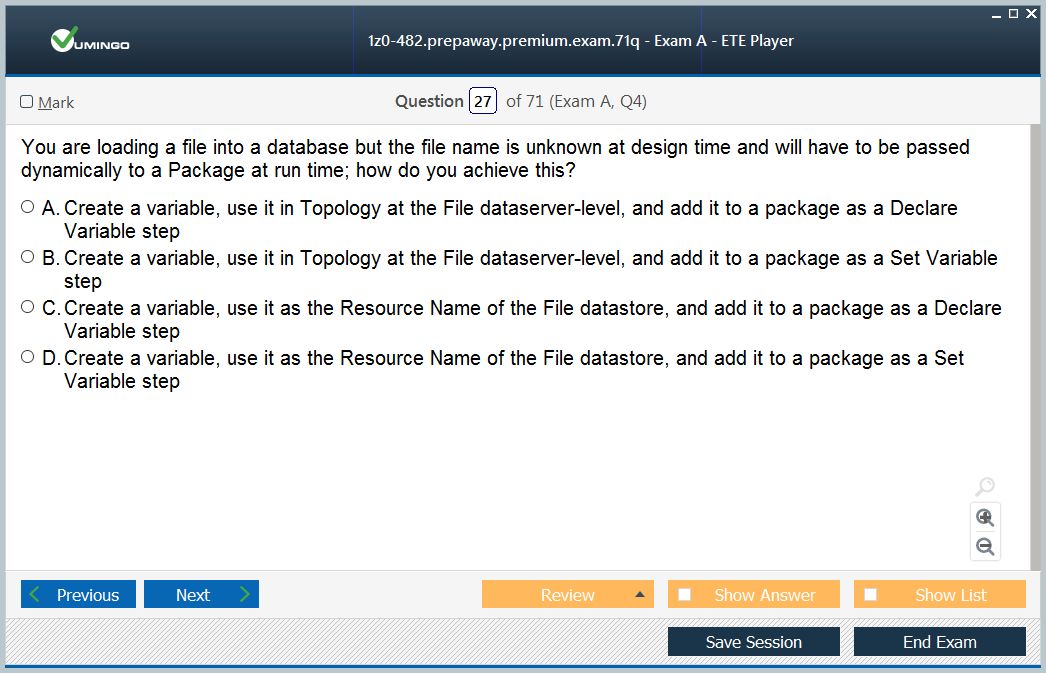 VUMINGO
1z0-482.prepaway.premium.exam.71q - Exam A - ETE Player
Mark
Question 27 of 71 (Exam A, Q4)
You are loading a file into a database but the file name is unknown at design time and will have to be passed
dynamically to a Package at run time; how do you achieve this?
A. Create a variable, use it in Topology at the File dataserver-level, and add it to a package as a Declare
Variable step
B. Create a variable, use it in Topology at the File dataserver-level, and add it to a package as a Set Variable
step
C. Create a variable, use it as the Resource Name of the File datastore, and add it to a package as a Declare
Variable step
D. Create a variable, use it as the Resource Name of the File datastore, and add it to a package as a Set
Variable step
Previous
Next
Review
Show Answer
Show List
Save Session
End Exam